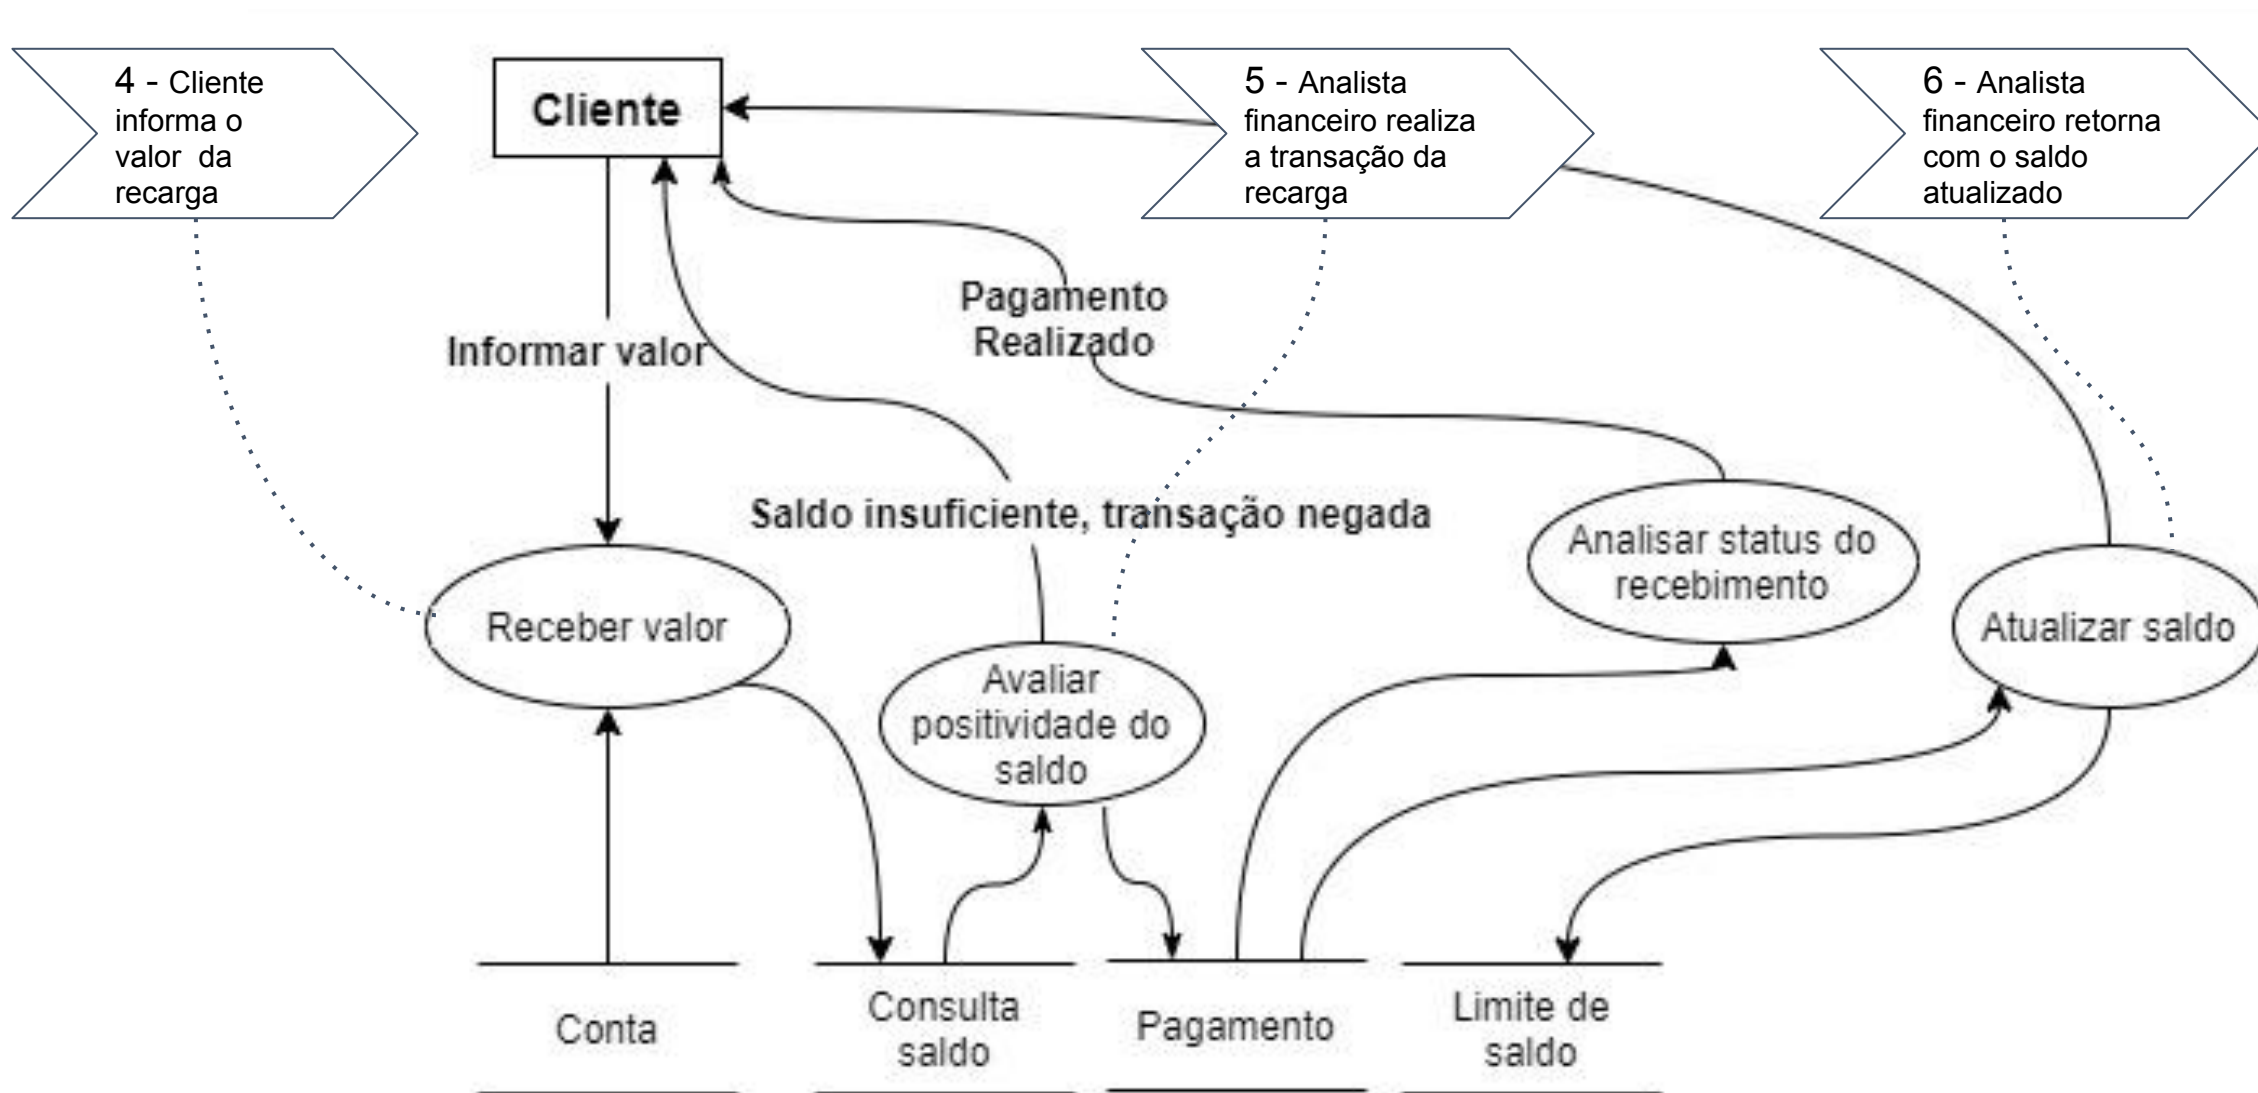 4 - Cliente
informa o
valor da
recarga
Cliente
5 - Analista
financeiro realiza
a transação da
recarga
6 - Analista
financeiro retorna
com o saldo
atualizado
Pagamento
Realizado
Informar valor
Saldo insuficiente, transação negada
Analisar status do
recebimento
Receber valor
Atualizar saldo
Avaliar
positividade do
saldo
Conta
Consulta
saldo
Pagamento
Limite de
saldo